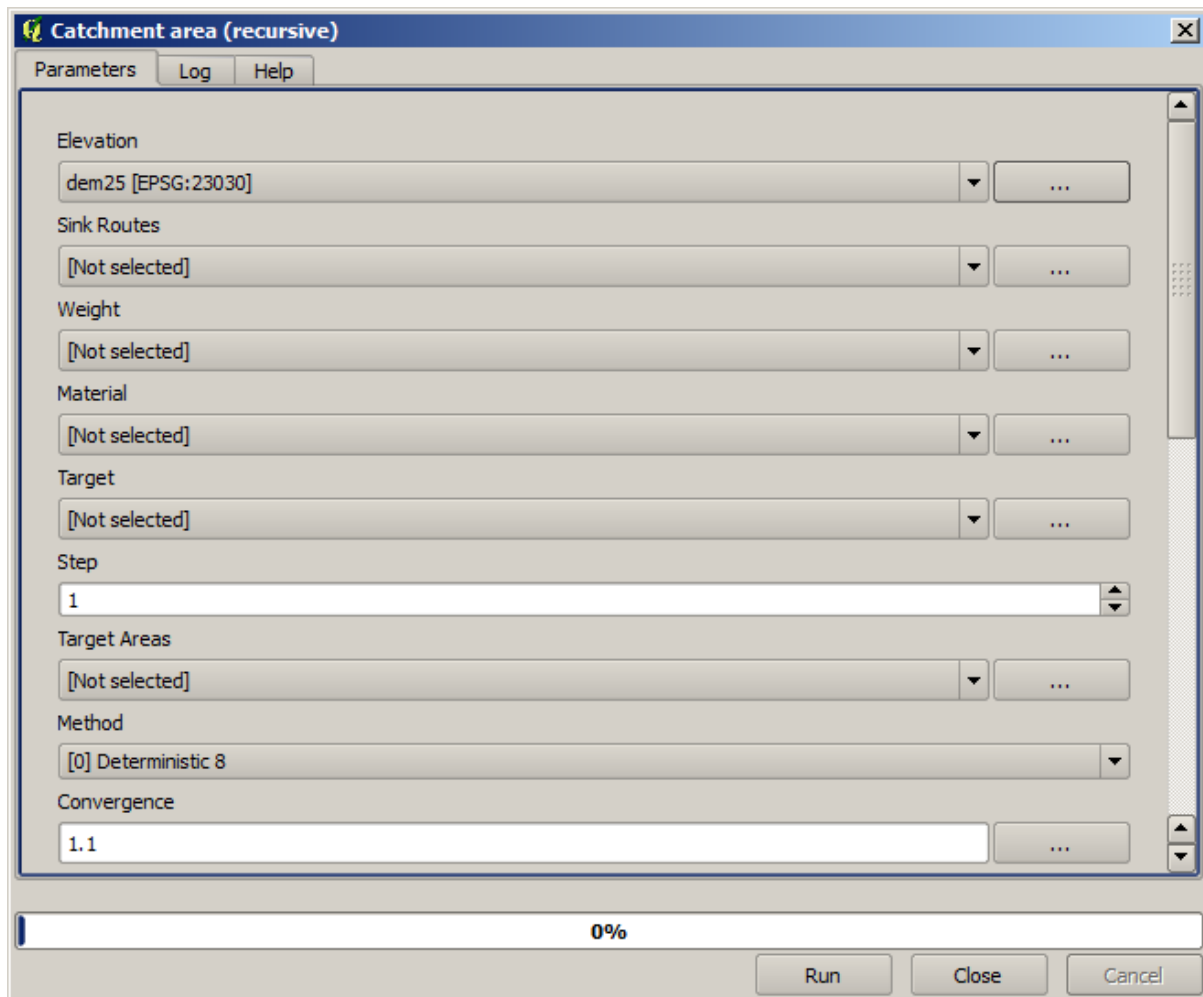 Catchment area (recursive)
Parameters Log Help
Elevation
dem25 [EPSG:23030] ...
Sink Routes
[Not selected] ...
Weight
[Not selected] ...
Material
[Not selected] ...
Target
[Not selected] ...
Step
1
Target Areas
[Not selected] ...
Method
[0] Deterministic 8
Convergence
1.1 ...
0%
Run Close Cancel